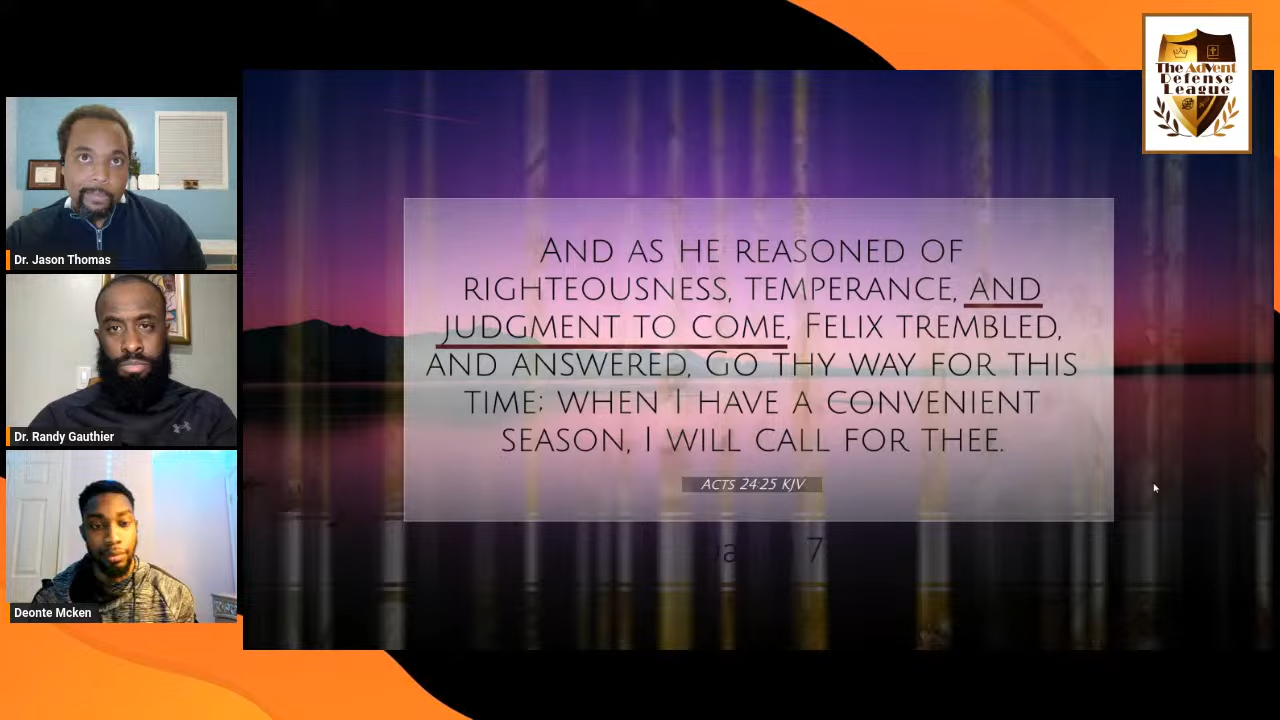 The Advent
Defense
League
Dr. Jason Thomas
Dr. Randy Gauthier
Deonte Mcken
And as he reasoned of
righteousness, temperance, and
judgment to come, Felix trembled,
and answered, Go thy way for this
time; when I have a convenient
season, I will call for thee.
Acts 24:25 KJV
7